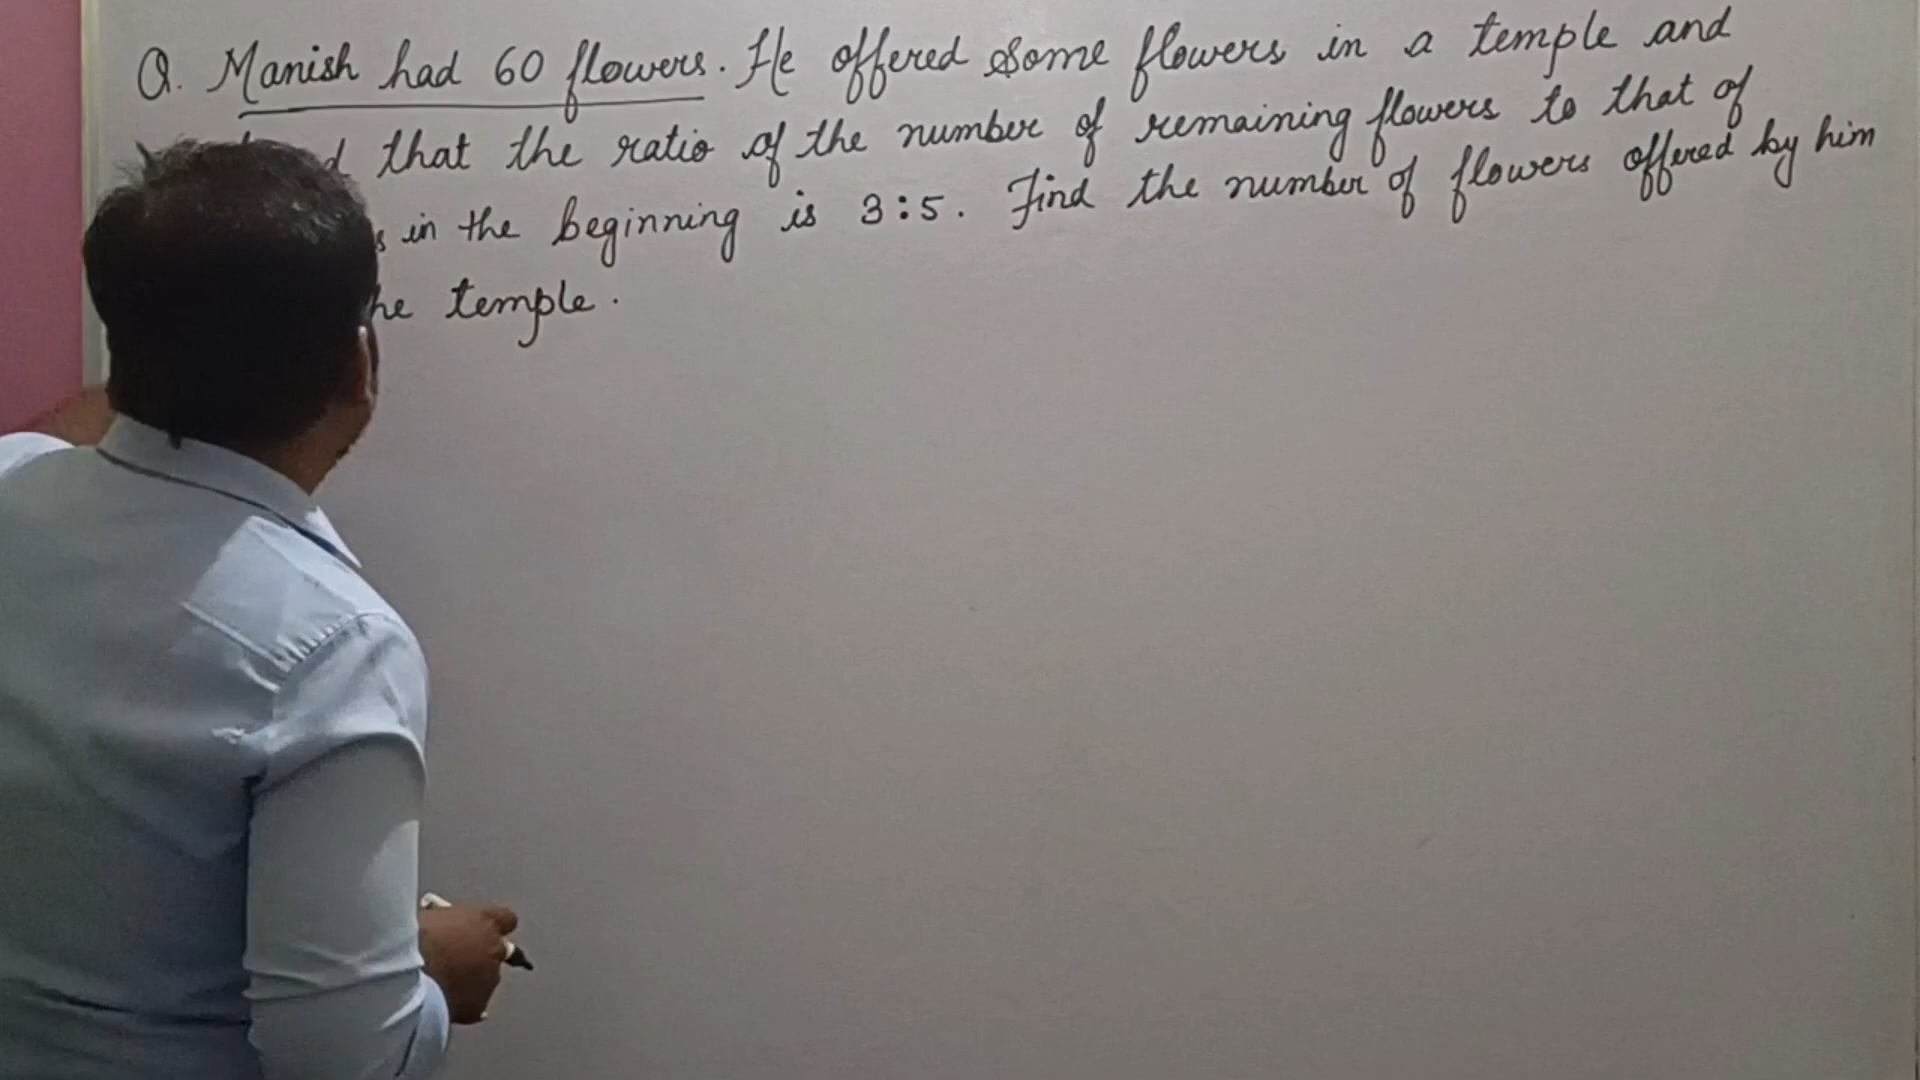 Q. Manish had 60 flowers. He offered some flowers in a temple and
that the ratio of the number of remaining flowers to that of
in the beginning is 3:5. Find the number of flowers offered by him
temple.